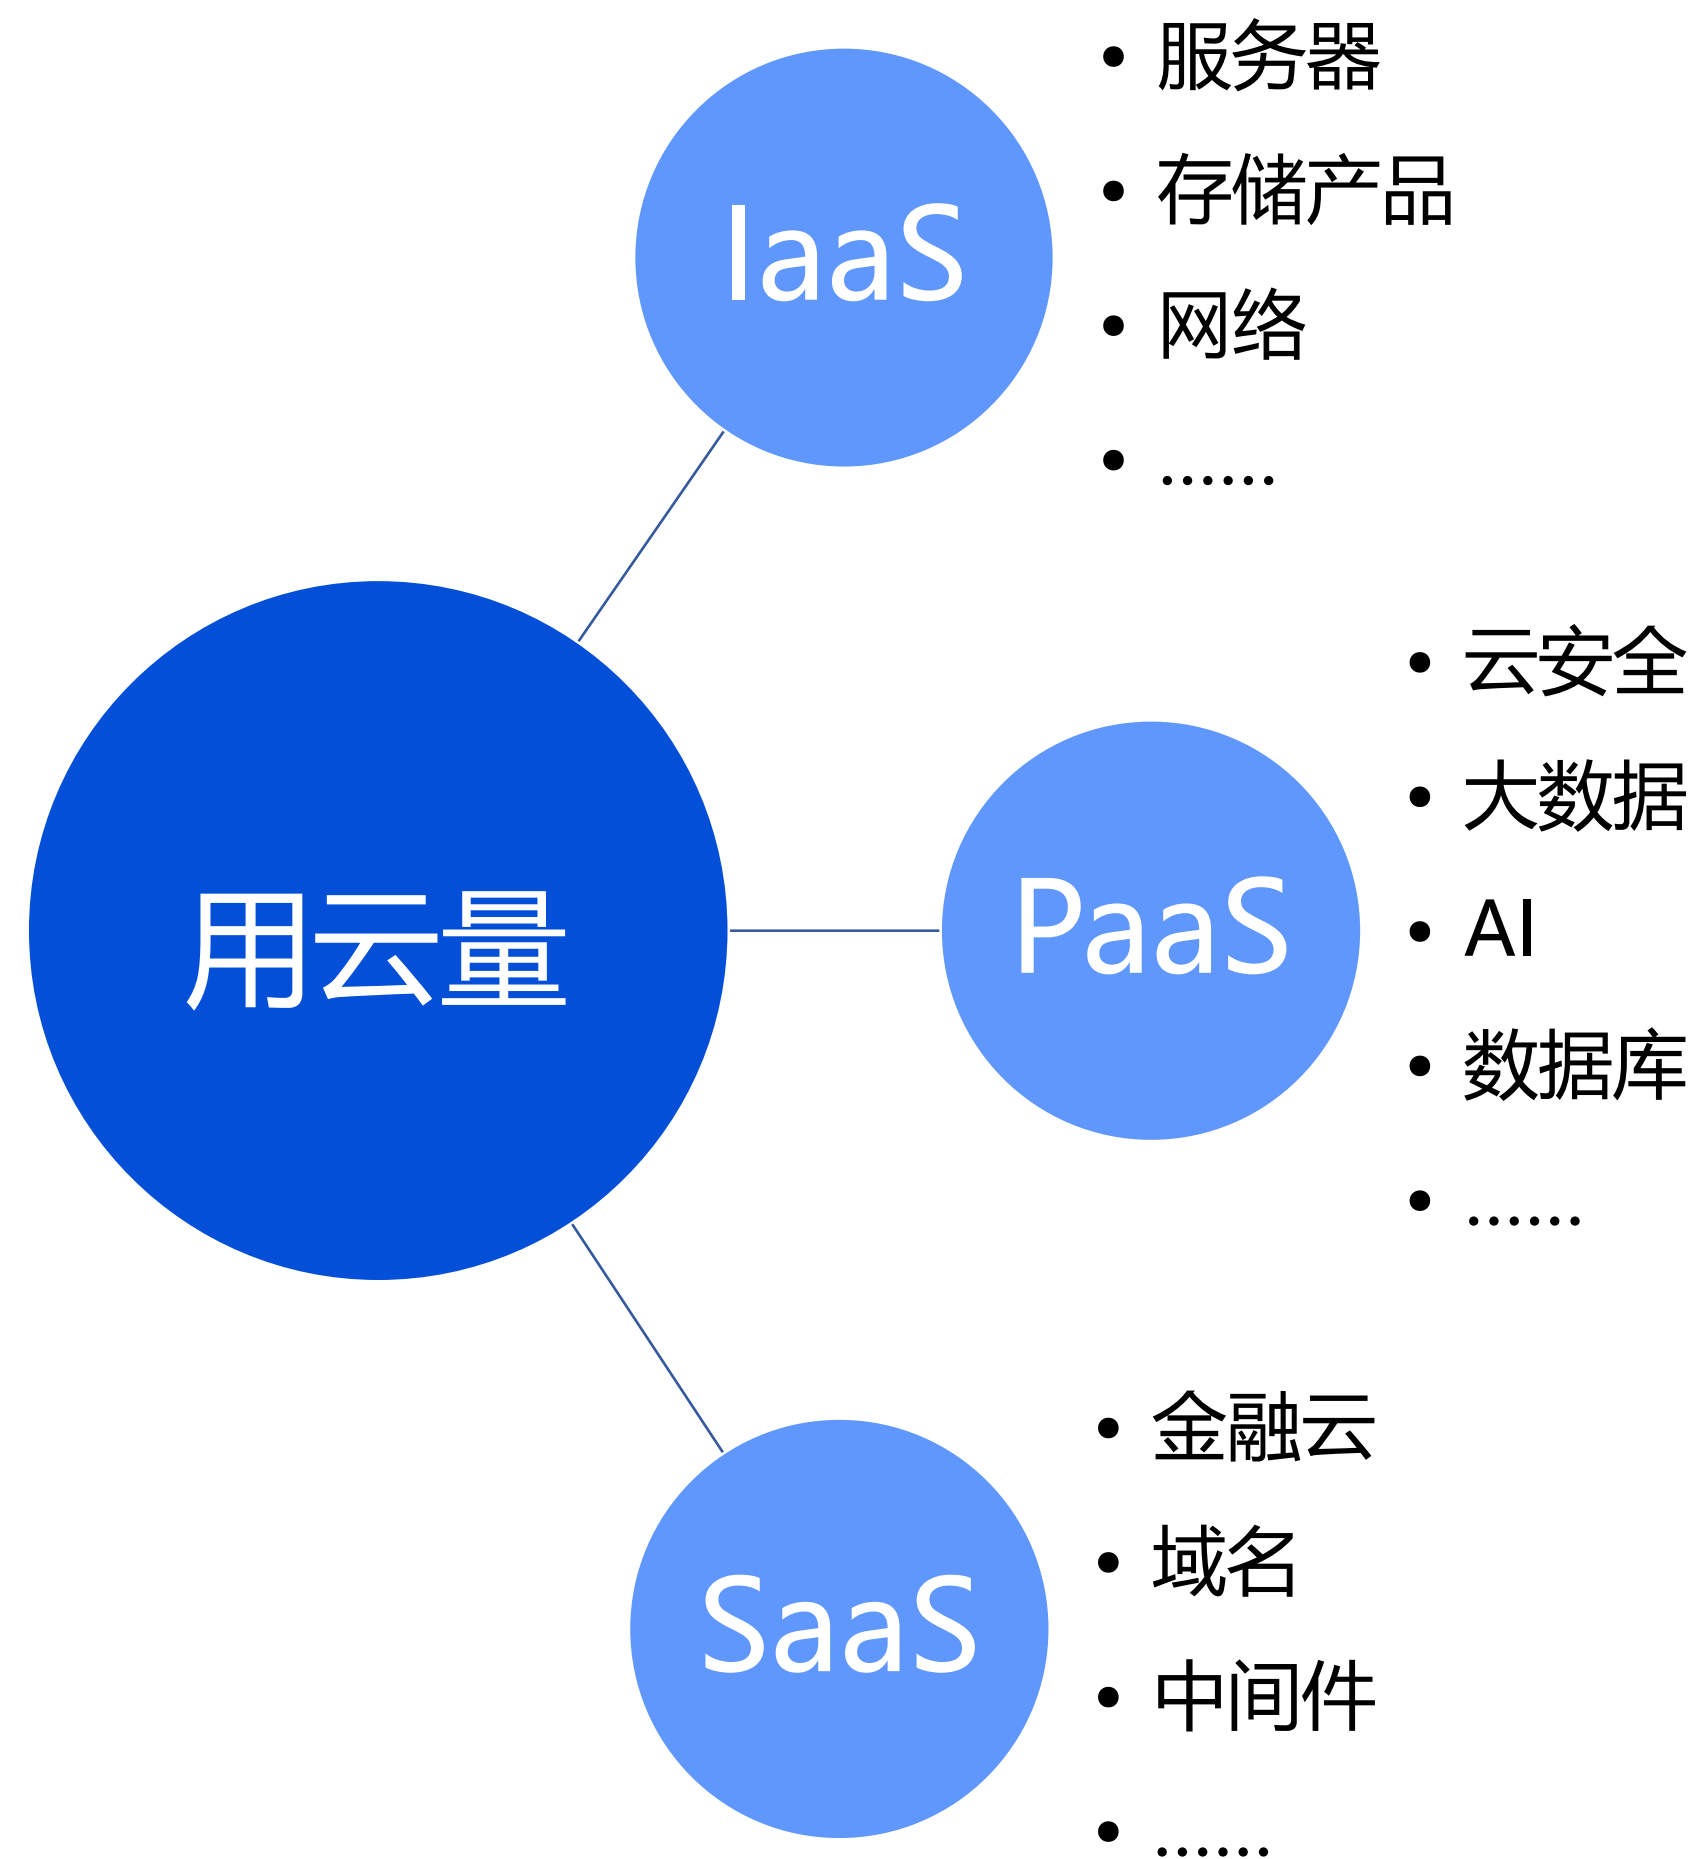 用云量
IaaS
• 服务器
• 存储产品
• 网络
• ……
PaaS
• 云安全
• 大数据
• AI
• 数据库
• ……
SaaS
• 金融云
• 域名
• 中间件
• ……